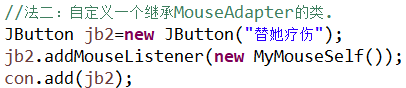 //法二：自定义一个继承MouseAdapter的类.
JButton jb2=new JButton("替她疗伤");
jb2.addMouseListener(new MyMouseSelf());
con.add(jb2);